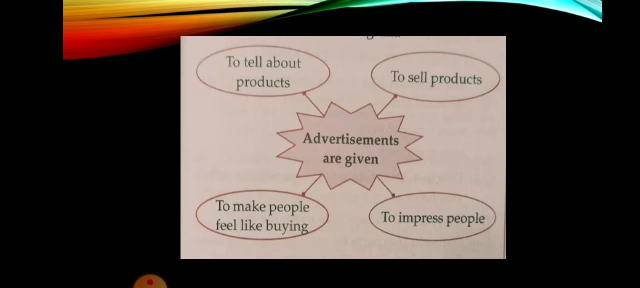 To tell about
products
To sell products
Advertisements
are given
To make people
feel like buying
To impress people